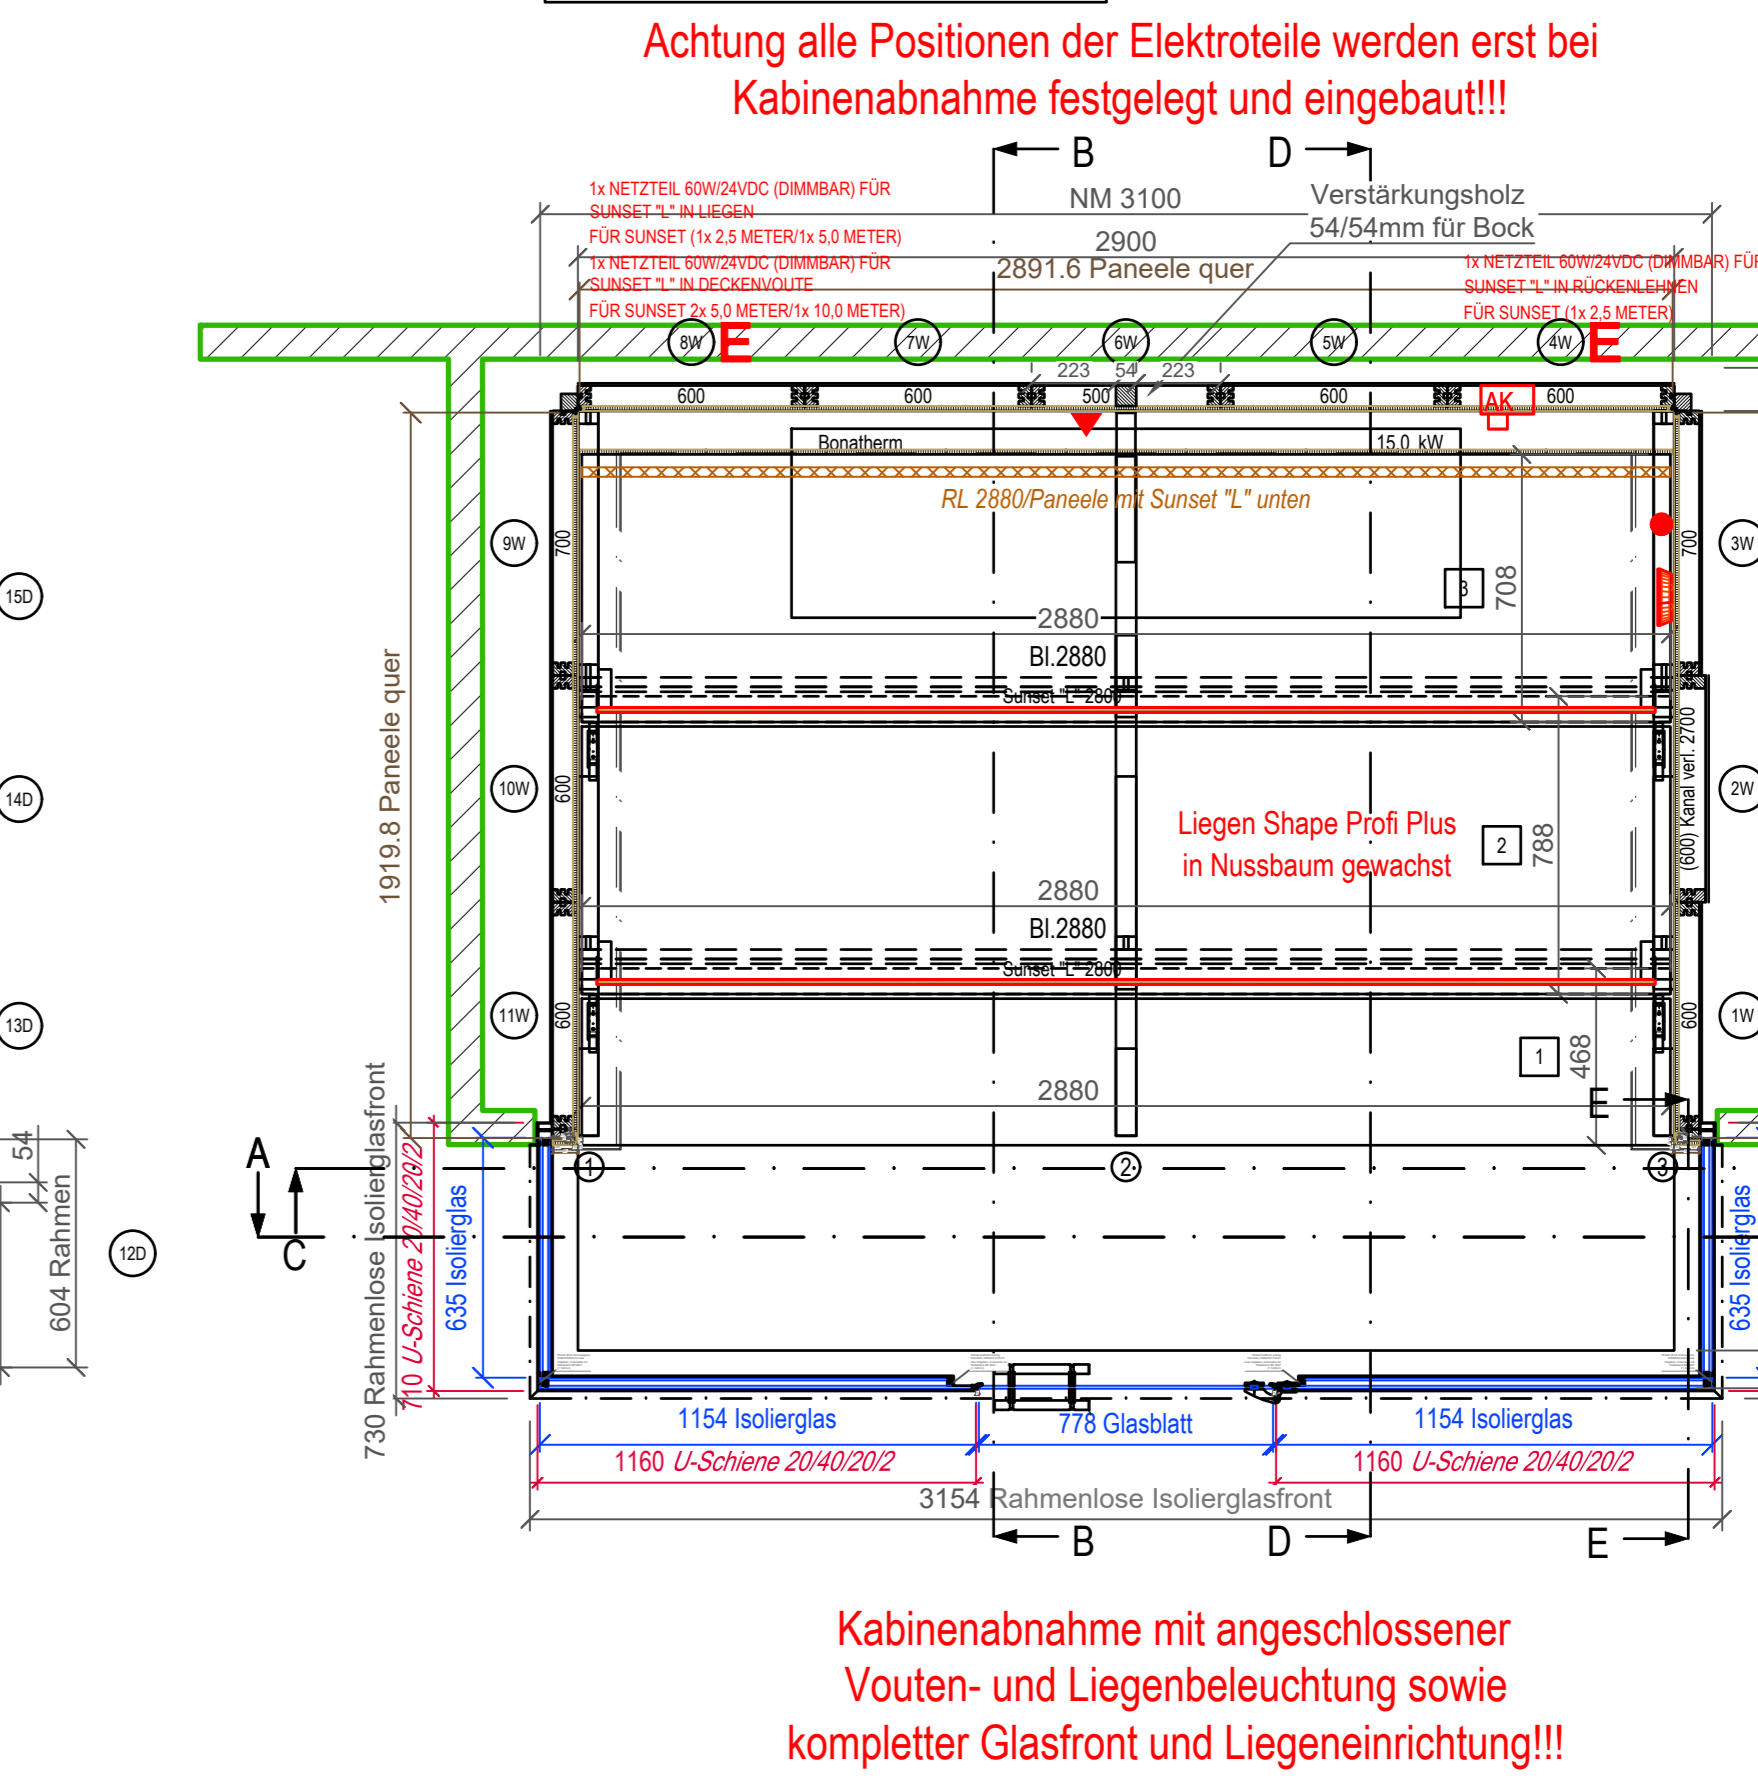 Achtung alle Positionen der Elektroteile werden erst bei
Kabinenabnahme festgelegt und eingebaut!!!
B
D
1x NETZTEIL 60W/24VDC (DIMMBAR) FÜR
SUNSET "L" IN LIEGEN
FÜR SUNSET (1x 2,5 METER/1x 5,0 METER)
1x NETZTEIL 60W/24VDC (DIMMBAR) FÜR
SUNSET "L" IN DECKENVOUTE
FÜR SUNSET 2x 5,0 METER/1x 10,0 METER)
NM 3100
2900
2891.6 Paneele quer
Verstärkungsholz
54/54mm für Bock
1x NETZTEIL 60W/24VDC (DIMMBAR) FÜR
SUNSET "L" IN RÜCKENLEHNEN
FÜR SUNSET (1x 2,5 METER)
8W
E
7W
6W
5W
4W
E
223
54
223
600
600
500
600
600
AK
Bonatherm
15,0 kW
RL 2880/Paneele mit Sunset "L" unten
9W
700
700
3W
15D
3
708
2880
Bl.2880
Sunset "L" 2800
1919.8 Paneele quer
14D
10W
600
Liegen Shape Profi Plus
in Nussbaum gewachst
2
788
(600) Kanal verl. 2700
2W
2880
Bl.2880
Sunset "L" 2800
13D
11W
600
600
1W
1
468
2880
E
54
604 Rahmen
12D
A
C
1
2
3
730 Rahmenlose Isolierglasfront
710 U-Schiene 20/40/20/2
635 Isolierglas
635 Isolierglas
1154 Isolierglas
778 Glasblatt
1154 Isolierglas
1160 U-Schiene 20/40/20/2
1160 U-Schiene 20/40/20/2
3154 Rahmenlose Isolierglasfront
B
D
E
Kabinenabnahme mit angeschlossener
Vouten- und Liegenbeleuchtung sowie
kompletter Glasfront und Liegeneinrichtung!!!